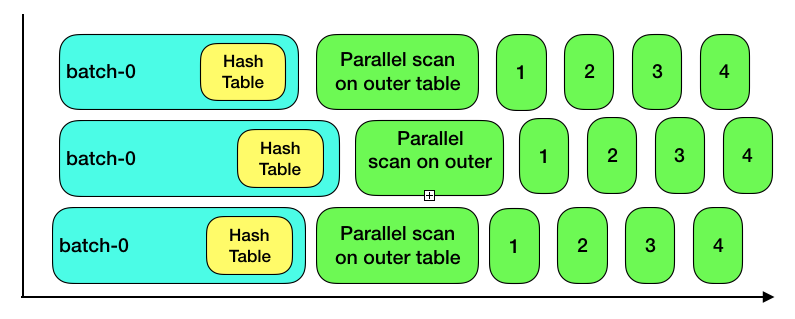 batch-0
Hash
Table
Parallel scan
on outer table
1
2
3
4
batch-0
Hash
Table
Parallel
scan on outer
1
2
3
4
batch-0
Hash
Table
Parallel scan
on outer table
1
2
3
4